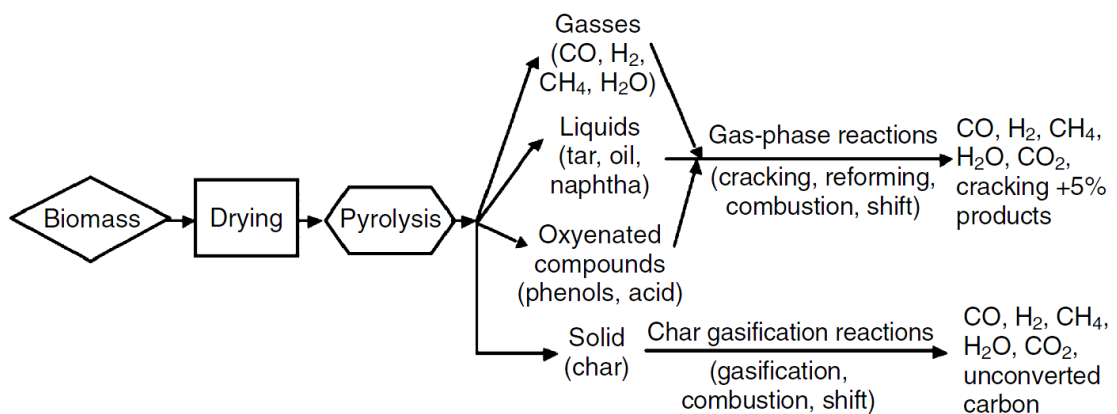 Biomass
Drying
Pyrolysis
Gasses
(CO, H₂,
CH₄, H₂O)
Liquids
(tar, oil,
naphtha)
Oxyenated
compounds
(phenols, acid)
Solid
(char)
Gas-phase reactions
(cracking, reforming,
combustion, shift)
Char gasification reactions
(gasification,
combustion, shift)
CO, H₂, CH₄,
H₂O, CO₂,
cracking +5%
products
CO, H₂, CH₄,
H₂O, CO₂,
unconverted
carbon